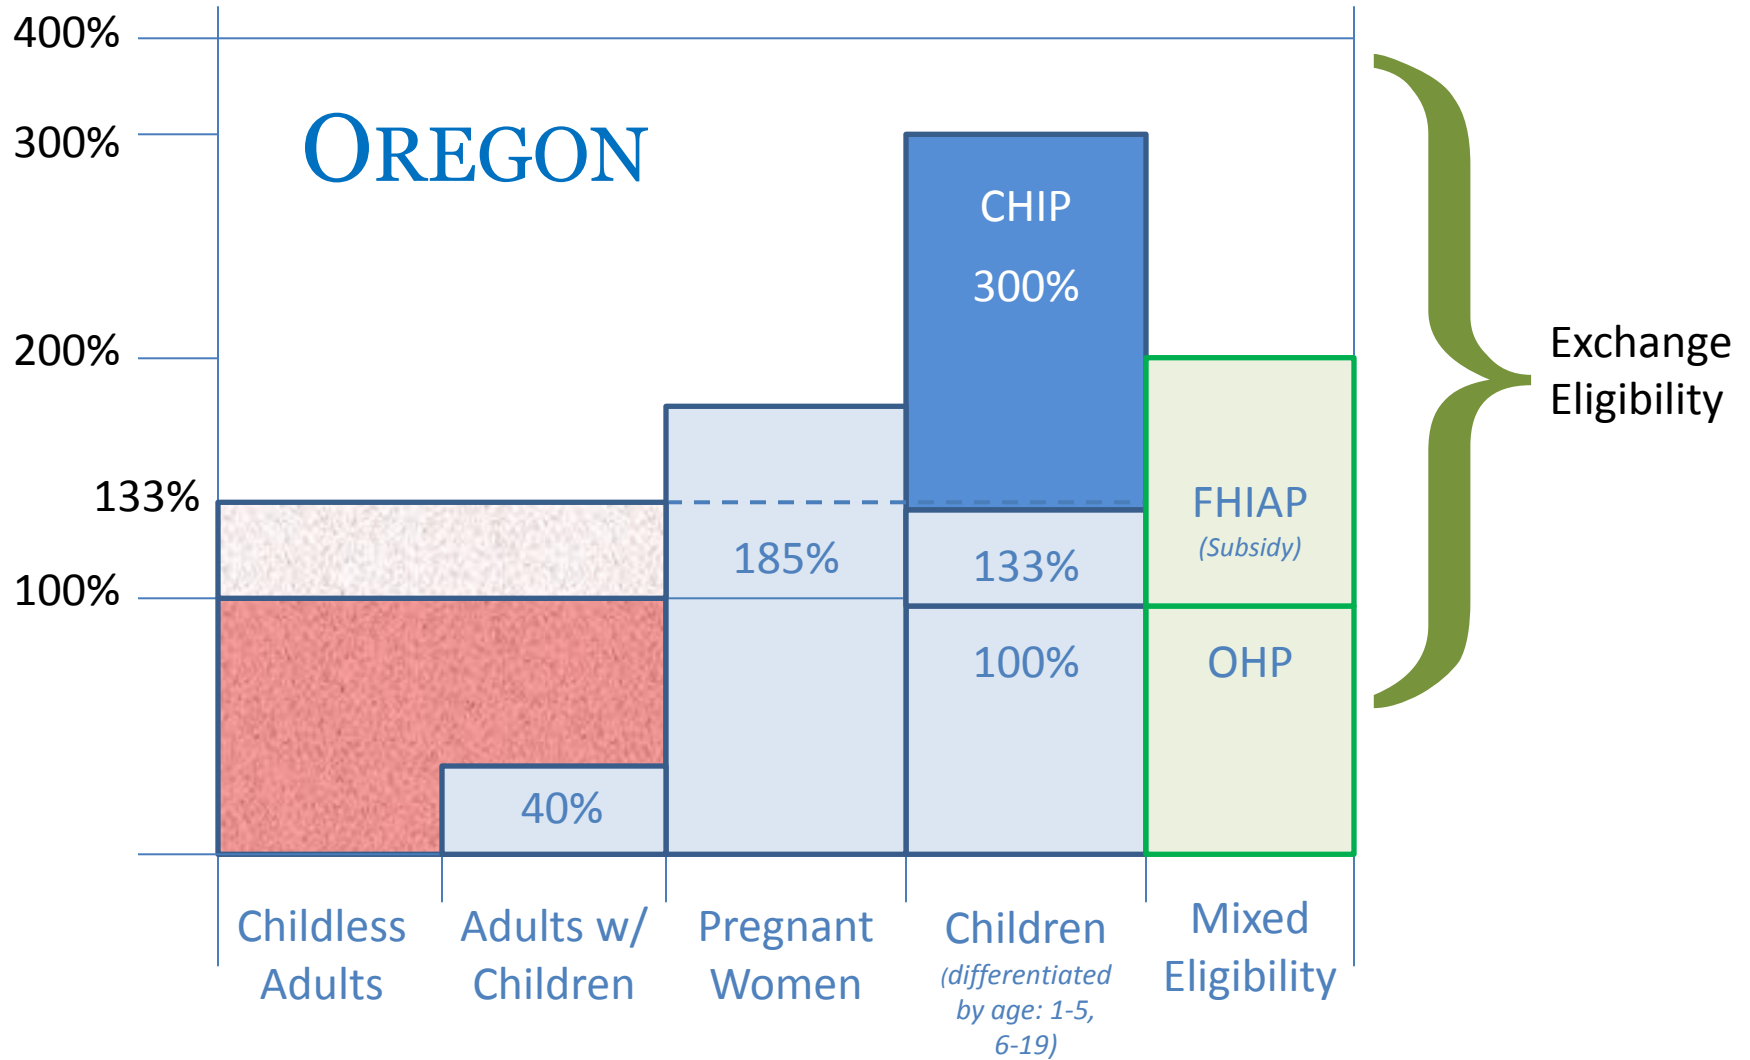 400%
OREGON
300%
CHIP
300%
200%
Exchange
Eligibility
133%
FHIAP
(Subsidy)
185%
133%
100%
100%
OHP
40%
Childless
Adults
Adults w/
Children
Pregnant
Women
Children
(differentiated
by age: 1-5,
6-19)
Mixed
Eligibility